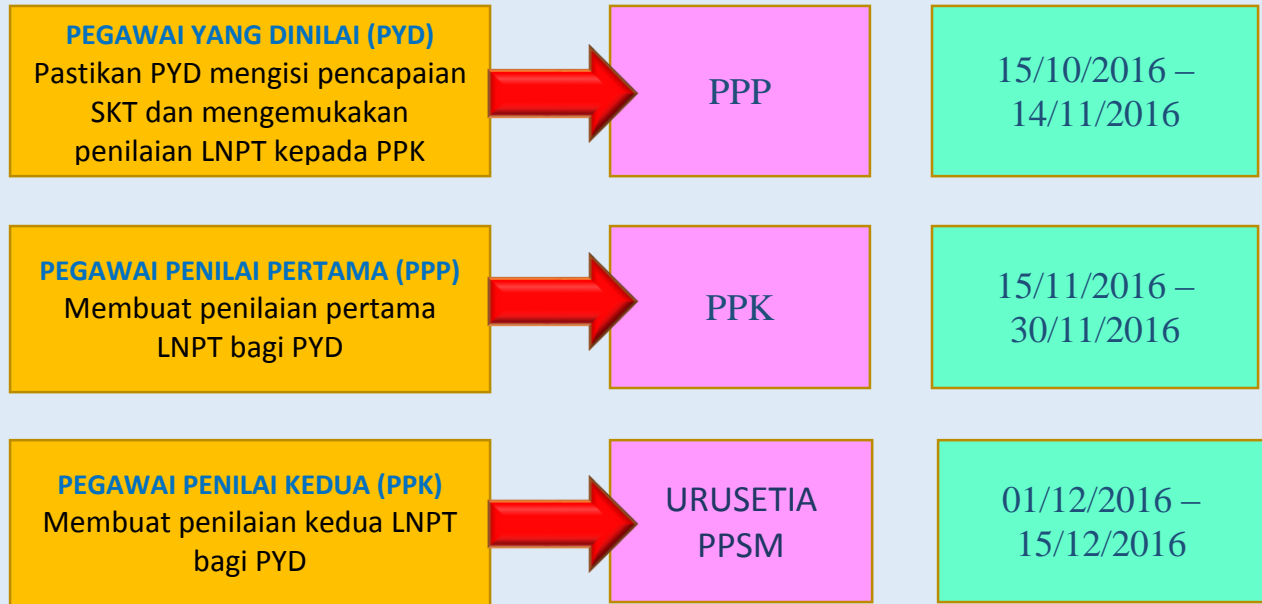 PEGAWAI YANG DINILAI (PYD)
Pastikan PYD mengisi pencapaian
SKT dan mengemukakan
penilaian LNPT kepada PPK
PPP
15/10/2016 –
14/11/2016
PEGAWAI PENILAI PERTAMA (PPP)
Membuat penilaian pertama
LNPT bagi PYD
PPK
15/11/2016 –
30/11/2016
PEGAWAI PENILAI KEDUA (PPK)
Membuat penilaian kedua LNPT
bagi PYD
URUSETIA
PPSM
01/12/2016 –
15/12/2016